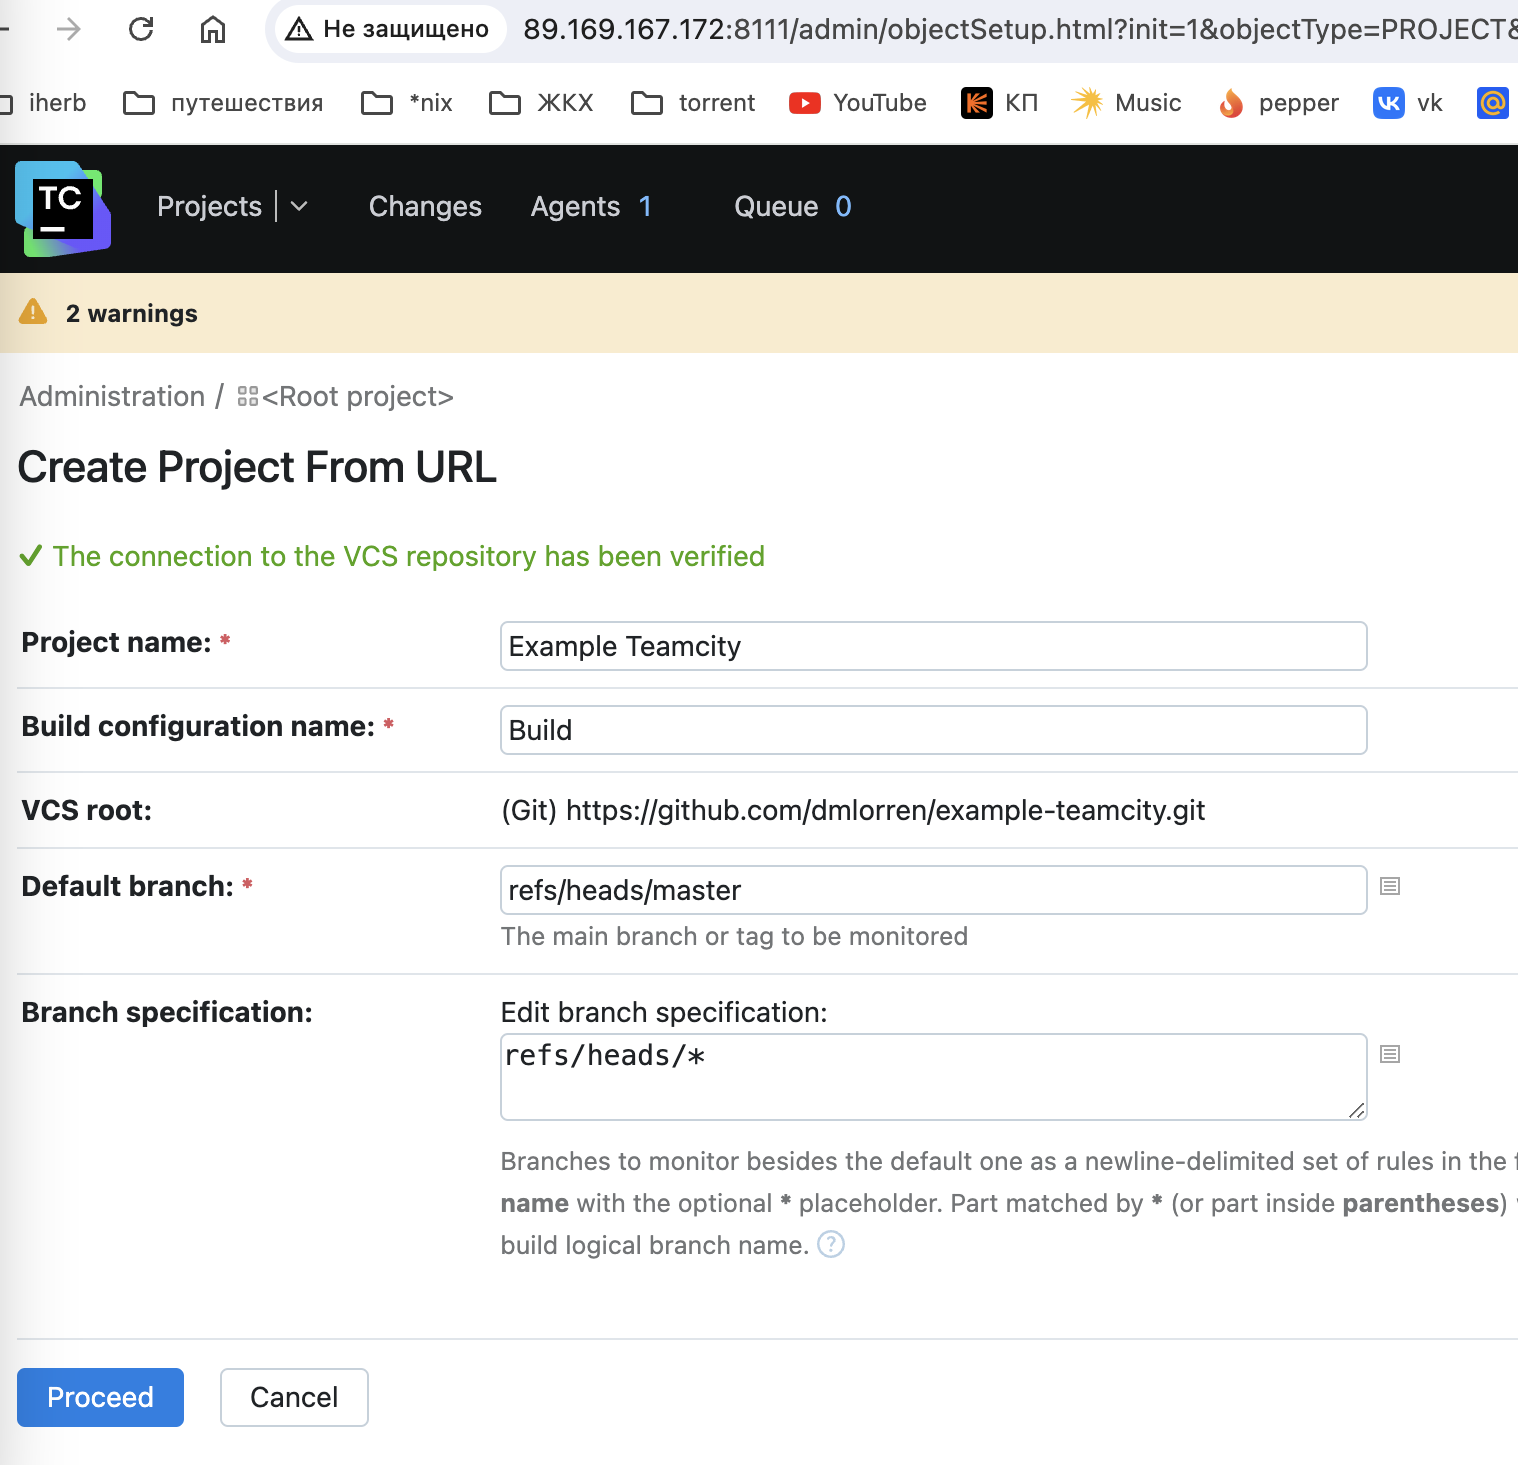 Не защищено 89.169.167.172:8111/admin/objectSetup.html?init=1&objectType=PROJECT&
iherb путешествия *nix ЖКХ torrent YouTube КП Music pepper vk
TC Projects Changes Agents 1 Queue 0
2 warnings
Administration / <Root project>
Create Project From URL
The connection to the VCS repository has been verified
Project name: * Example Teamcity
Build configuration name: * Build
VCS root: (Git) https://github.com/dmlorren/example-teamcity.git
Default branch: * refs/heads/master
The main branch or tag to be monitored
Branch specification: Edit branch specification:
refs/heads/*
Branches to monitor besides the default one as a newline-delimited set of rules in the
name with the optional * placeholder. Part matched by * (or part inside parentheses)
build logical branch name. ?
Proceed Cancel